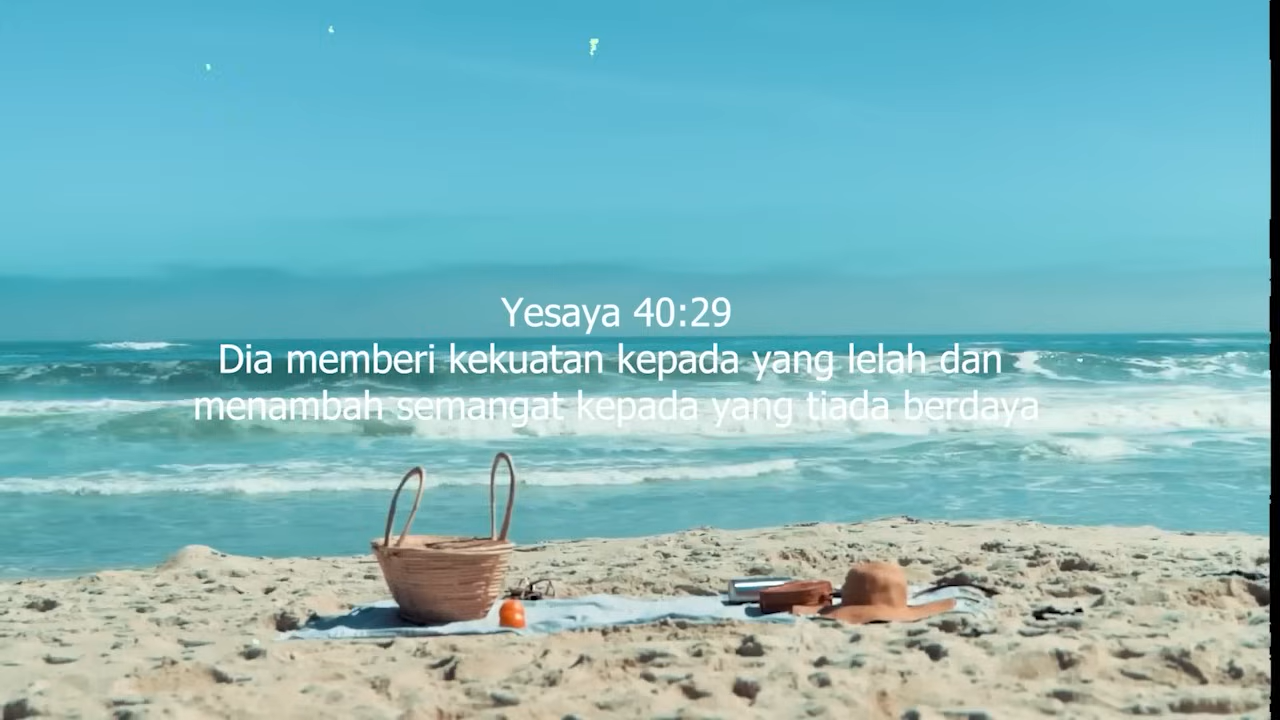 Yesaya 40:29
Dia memberi kekuatan kepada yang lelah dan
menambah semangat kepada yang tiada berdaya